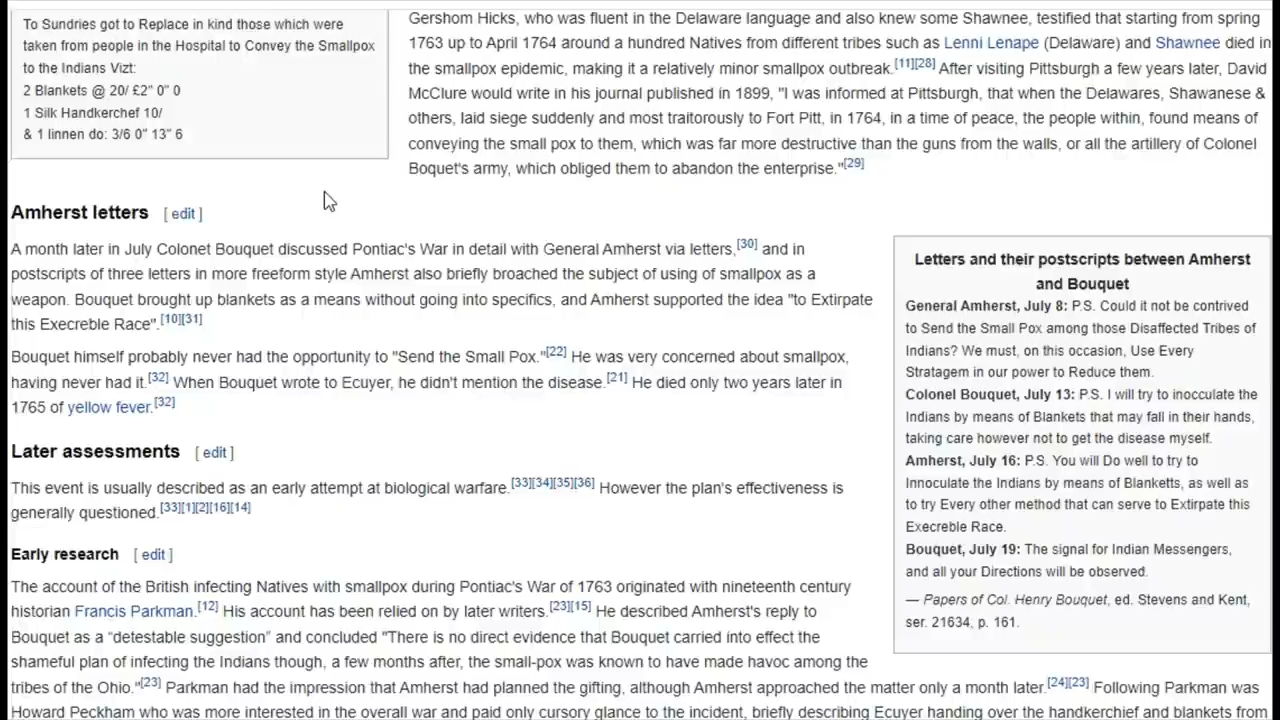 To Sundries got to Replace in kind those which were
taken from people in the Hospital to Convey the Smallpox
to the Indians Vizt:
2 Blankets @ 20/ £2" 0" 0
1 Silk Handkerchef 10/
& 1 linnen do: 3/6 0" 13" 6
Gershom Hicks, who was fluent in the Delaware language and also knew some Shawnee, testified that starting from spring
1763 up to April 1764 around a hundred Natives from different tribes such as Lenni Lenape (Delaware) and Shawnee died in
the smallpox epidemic, making it a relatively minor smallpox outbreak.[11][28] After visiting Pittsburgh a few years later, David
McClure would write in his journal published in 1899, "I was informed at Pittsburgh, that when the Delawares, Shawanese &
others, laid siege suddenly and most traitorously to Fort Pitt, in 1764, in a time of peace, the people within, found means of
conveying the small pox to them, which was far more destructive than the guns from the walls, or all the artillery of Colonel
Boquet's army, which obliged them to abandon the enterprise."[29]
Amherst letters [ edit ]
A month later in July Colonet Bouquet discussed Pontiac's War in detail with General Amherst via letters,[30] and in
postscripts of three letters in more freeform style Amherst also briefly broached the subject of using of smallpox as a
weapon. Bouquet brought up blankets as a means without going into specifics, and Amherst supported the idea "to Extirpate
this Execreble Race".[10][31]
Bouquet himself probably never had the opportunity to "Send the Small Pox."[22] He was very concerned about smallpox,
having never had it.[32] When Bouquet wrote to Ecuyer, he didn't mention the disease.[21] He died only two years later in
1765 of yellow fever.[32]
Letters and their postscripts between Amherst
and Bouquet
General Amherst, July 8: P.S. Could it not be contrived
to Send the Small Pox among those Disaffected Tribes of
Indians? We must, on this occasion, Use Every
Stratagem in our power to Reduce them.
Colonel Bouquet, July 13: P.S. I will try to inocculate the
Indians by means of Blankets that may fall in their hands,
taking care however not to get the disease myself.
Amherst, July 16: P.S. You will Do well to try to
Innoculate the Indians by means of Blanketts, as well as
to try Every other method that can serve to Extirpate this
Execreble Race.
Bouquet, July 19: The signal for Indian Messengers,
and all your Directions will be observed.
— Papers of Col. Henry Bouquet, ed. Stevens and Kent,
ser. 21634, p. 161.
Later assessments [ edit ]
This event is usually described as an early attempt at biological warfare.[33][34][35][36] However the plan's effectiveness is
generally questioned.[33][1][2][16][14]
Early research [ edit ]
The account of the British infecting Natives with smallpox during Pontiac's War of 1763 originated with nineteenth century
historian Francis Parkman.[12] His account has been relied on by later writers.[23][15] He described Amherst's reply to
Bouquet as a “detestable suggestion” and concluded "There is no direct evidence that Bouquet carried into effect the
shameful plan of infecting the Indians though, a few months after, the small-pox was known to have made havoc among the
tribes of the Ohio."[23] Parkman had the impression that Amherst had planned the gifting, although Amherst approached the matter only a month later.[24][23] Following Parkman was
Howard Peckham who was more interested in the overall war and paid only cursory glance to the incident, briefly describing Ecuyer handing over the handkerchief and blankets from